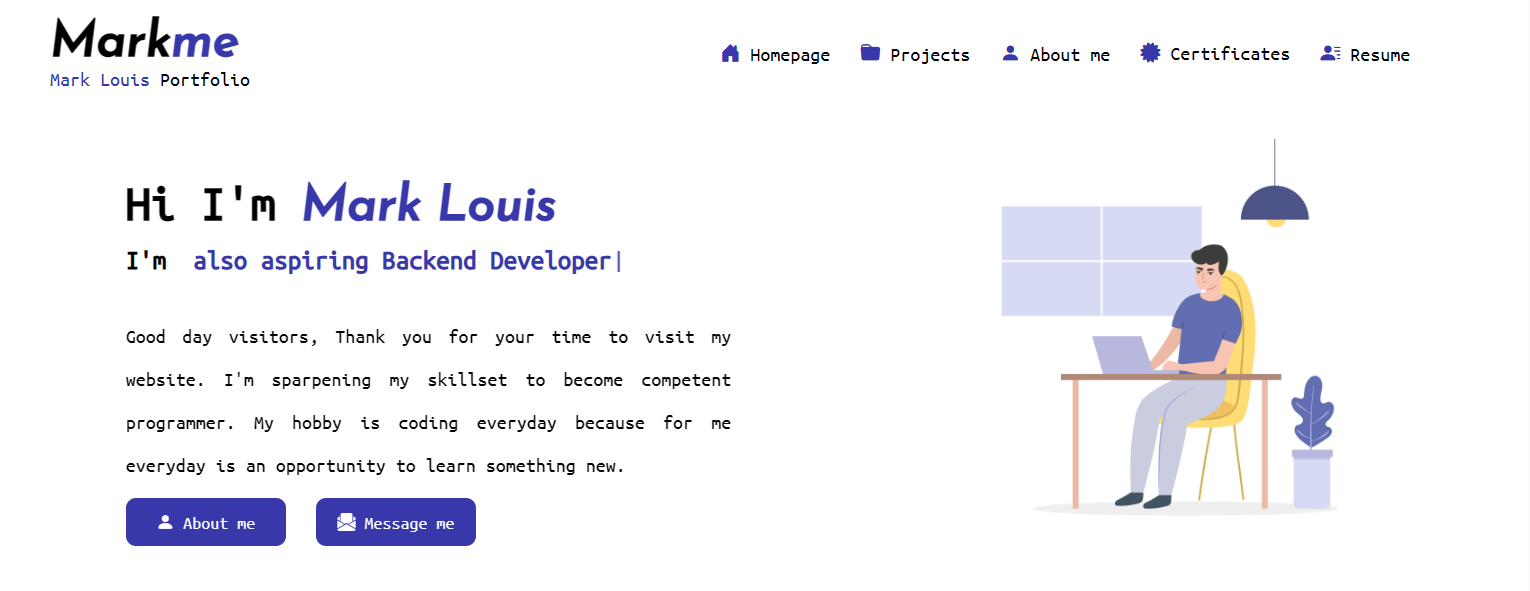 Markme
Mark Louis Portfolio
Homepage Projects About me Certificates Resume
Hi I'm Mark Louis
I'm also aspiring Backend Developer|
Good day visitors, Thank you for your time to visit my
website. I'm sparpening my skillset to become competent
programmer. My hobby is coding everyday because for me
everyday is an opportunity to learn something new.
About me Message me